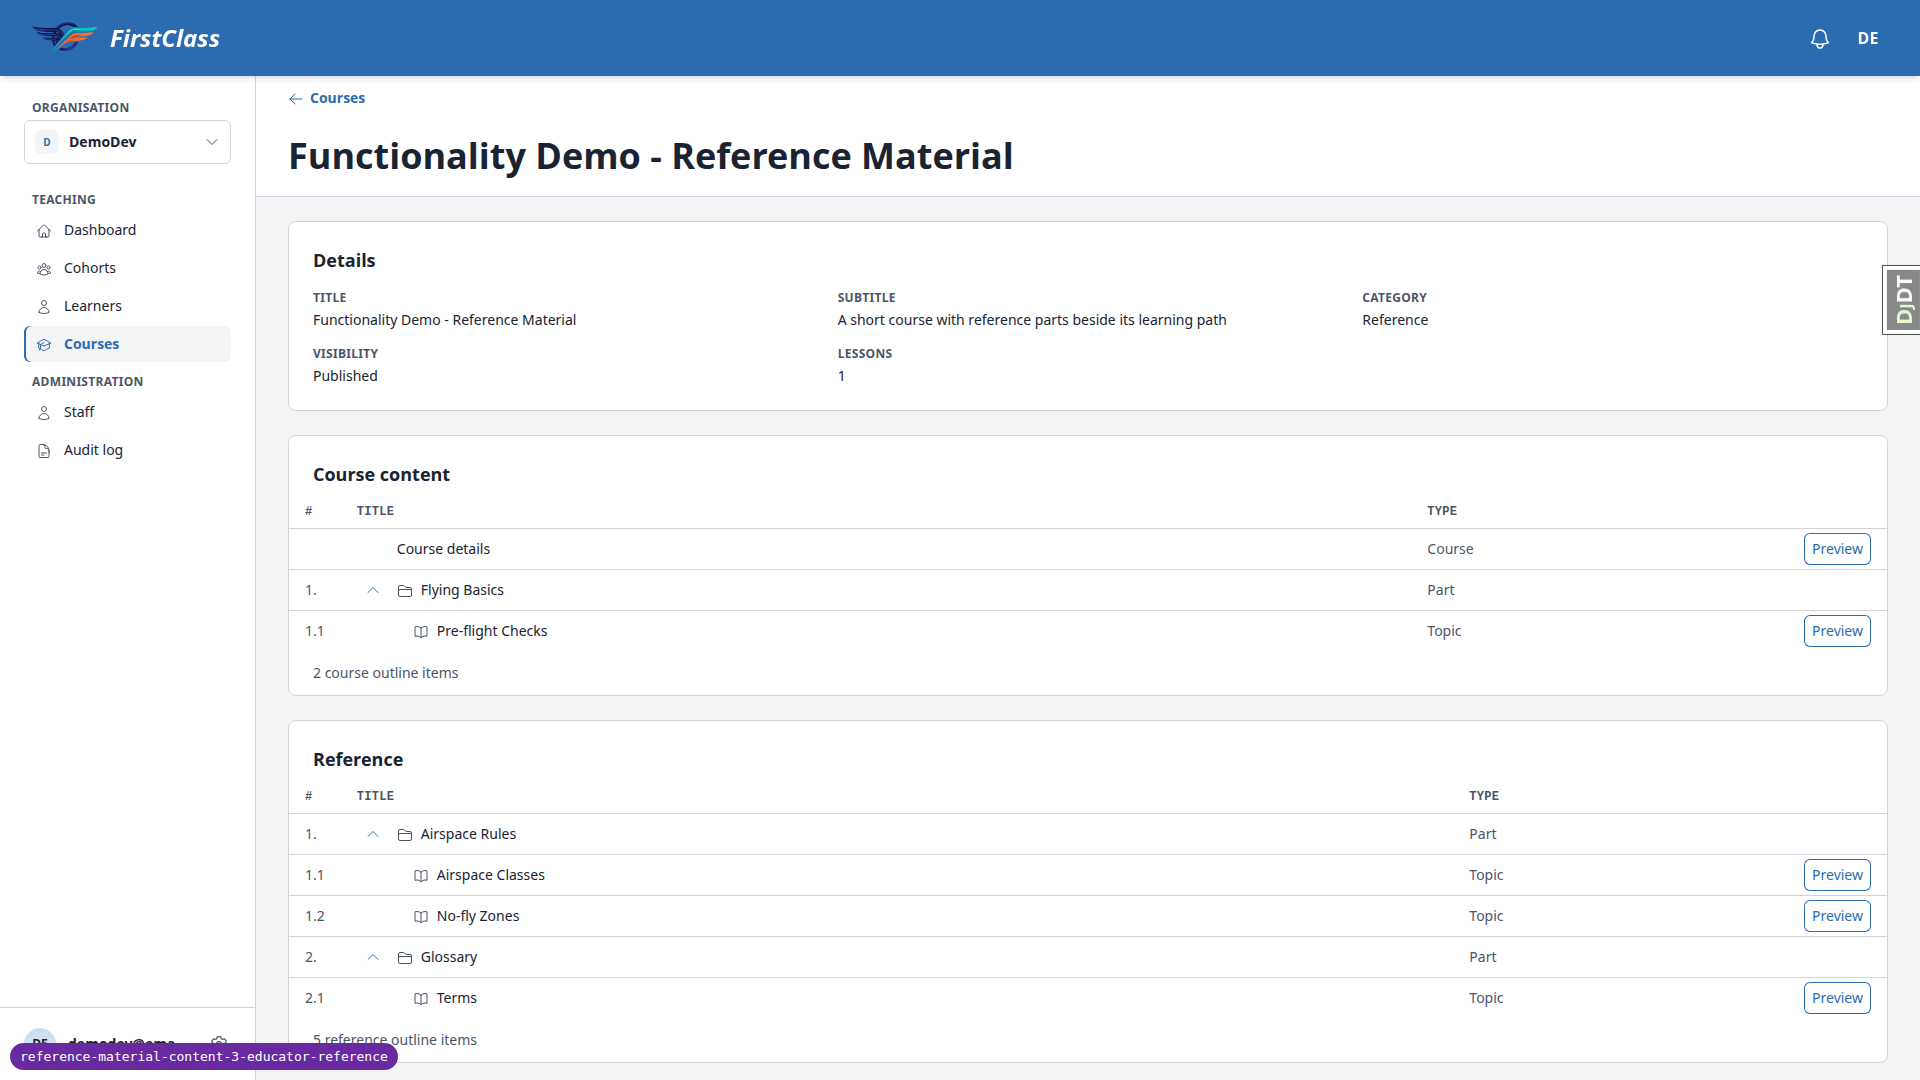 FirstClass
DE
ORGANISATION
D DemoDev
TEACHING
Dashboard
Cohorts
Learners
Courses
ADMINISTRATION
Staff
Audit log
Courses
Functionality Demo - Reference Material
Details
TITLE SUBTITLE CATEGORY
Functionality Demo - Reference Material A short course with reference parts beside its learning path Reference
VISIBILITY LESSONS
Published 1
DJDT
Course content
# TITLE TYPE
Course details Course Preview
1. Flying Basics Part
1.1 Pre-flight Checks Topic Preview
2 course outline items
Reference
# TITLE TYPE
1. Airspace Rules Part
1.1 Airspace Classes Topic Preview
1.2 No-fly Zones Topic Preview
2. Glossary Part
2.1 Terms Topic Preview
5 reference outline items
DE demodev@ema
reference-material-content-3-educator-reference